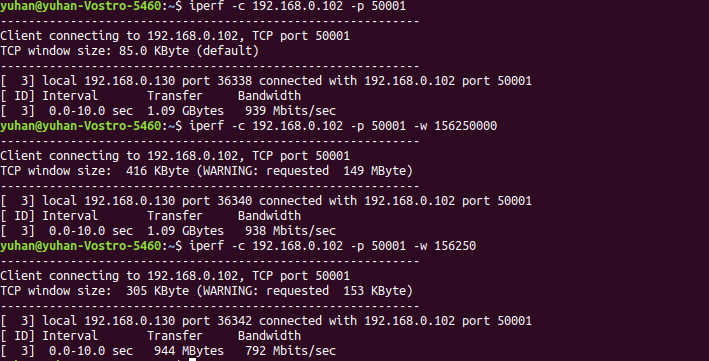 yuhan@yuhan-Vostro-5460:~$ iperf -c 192.168.0.102 -p 50001
------------------------------------------------------------
Client connecting to 192.168.0.102, TCP port 50001
TCP window size: 85.0 KByte (default)
------------------------------------------------------------
[  3] local 192.168.0.130 port 36338 connected with 192.168.0.102 port 50001
[ ID] Interval       Transfer     Bandwidth
[  3]  0.0-10.0 sec  1.09 GBytes   939 Mbits/sec
yuhan@yuhan-Vostro-5460:~$ iperf -c 192.168.0.102 -p 50001 -w 156250000
------------------------------------------------------------
Client connecting to 192.168.0.102, TCP port 50001
TCP window size:  416 KByte (WARNING: requested  149 MByte)
------------------------------------------------------------
[  3] local 192.168.0.130 port 36340 connected with 192.168.0.102 port 50001
[ ID] Interval       Transfer     Bandwidth
[  3]  0.0-10.0 sec  1.09 GBytes   938 Mbits/sec
yuhan@yuhan-Vostro-5460:~$ iperf -c 192.168.0.102 -p 50001 -w 156250
------------------------------------------------------------
Client connecting to 192.168.0.102, TCP port 50001
TCP window size:  305 KByte (WARNING: requested  153 KByte)
------------------------------------------------------------
[  3] local 192.168.0.130 port 36342 connected with 192.168.0.102 port 50001
[ ID] Interval       Transfer     Bandwidth
[  3]  0.0-10.0 sec   944 MBytes   792 Mbits/sec